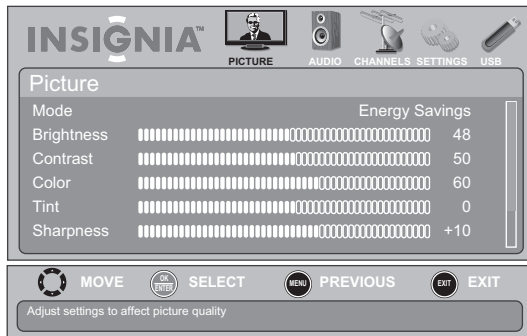 INSIGNIA™
PICTURE AUDIO CHANNELS SETTINGS USB
Picture
Mode Energy Savings
Brightness 48
Contrast 50
Color 60
Tint 0
Sharpness +10
MOVE OK ENTER SELECT MENU PREVIOUS EXIT EXIT
Adjust settings to affect picture quality